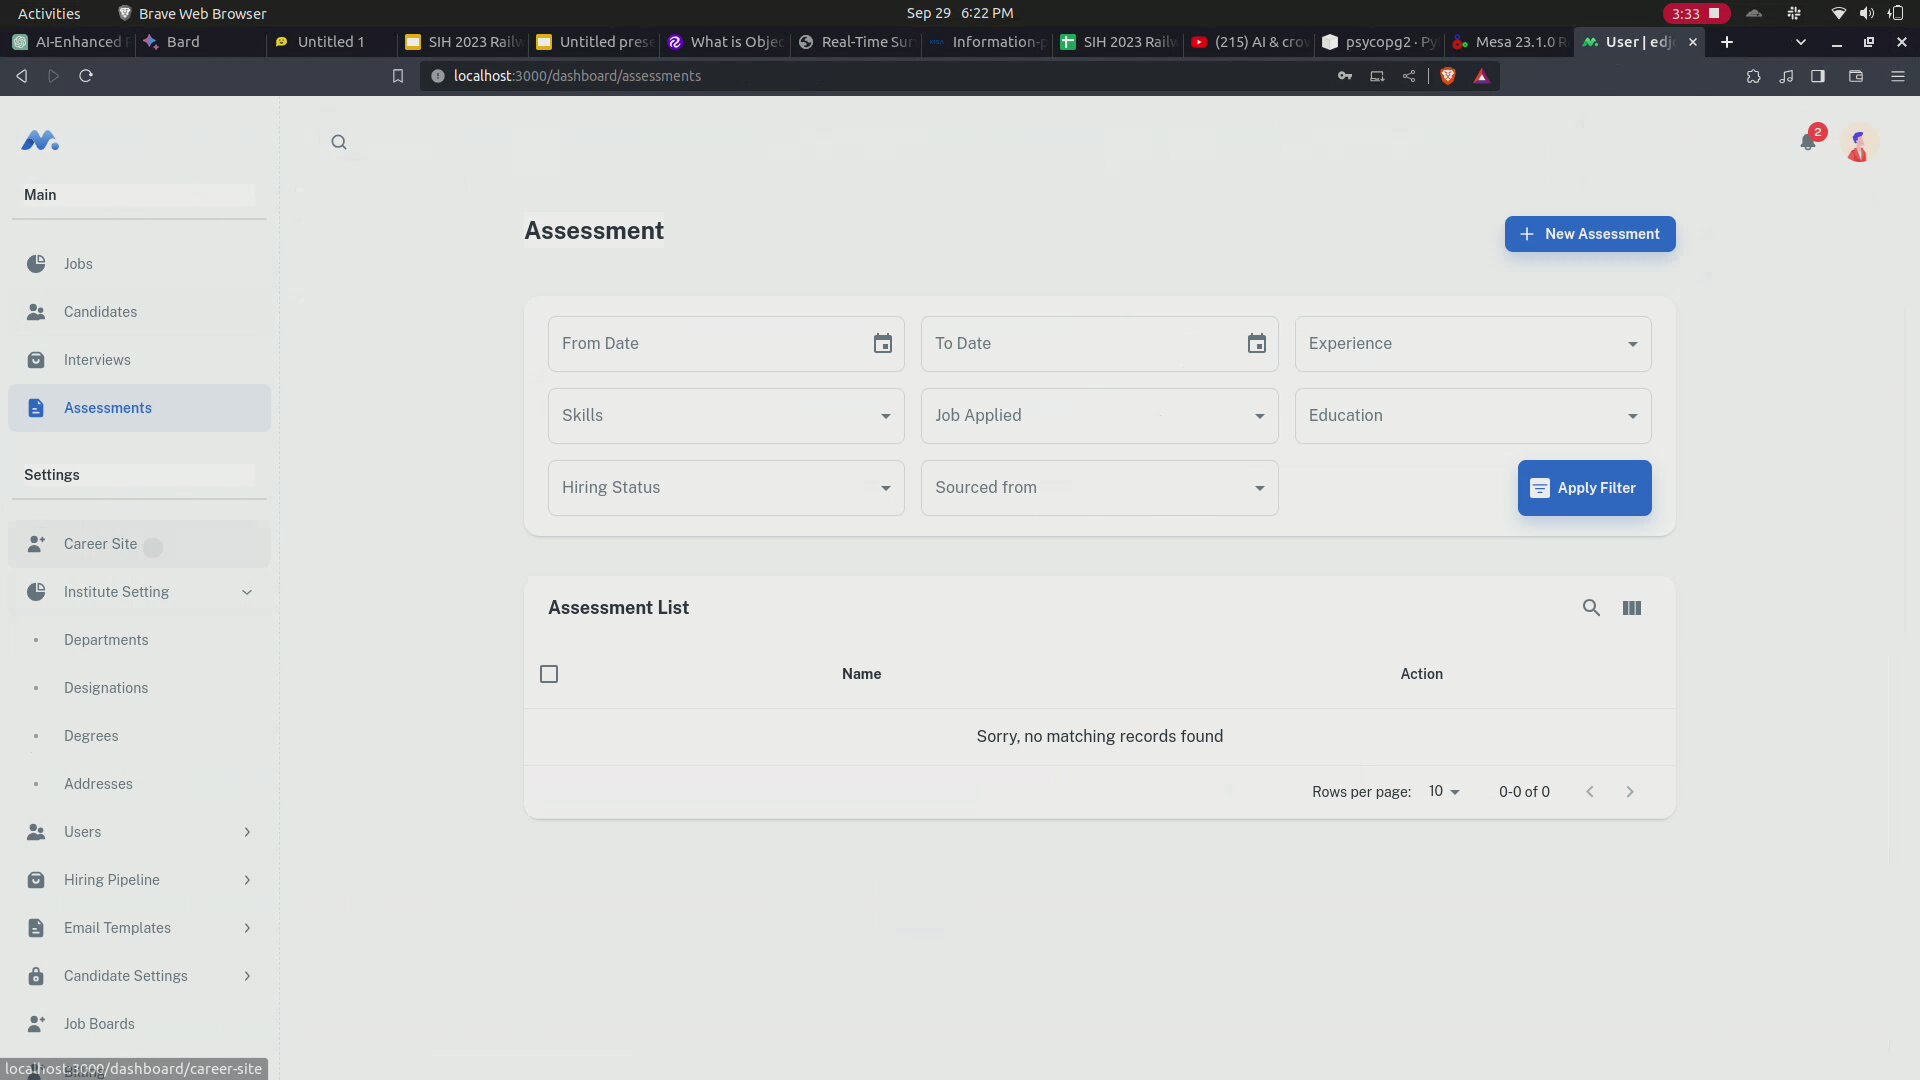 Activities
Brave Web Browser
Sep 29 6:22 PM
3:33
AI-Enhanced
Bard
Untitled 1
SIH 2023 Railw
Untitled prese
What is Objec
Real-Time Sur
Information-p
SIH 2023 Railw
(215) AI & crow
psycopg2 · Py
Mesa 23.1.0 R
User | edj
localhost:3000/dashboard/assessments
2
Main
Jobs
Candidates
Interviews
Assessments
Settings
Career Site
Institute Setting
Departments
Designations
Degrees
Addresses
Users
Hiring Pipeline
Email Templates
Candidate Settings
Job Boards
localhost:3000/dashboard/career-site
Assessment
New Assessment
From Date
To Date
Experience
Skills
Job Applied
Education
Hiring Status
Sourced from
Apply Filter
Assessment List
Name
Action
Sorry, no matching records found
Rows per page:
10
0-0 of 0